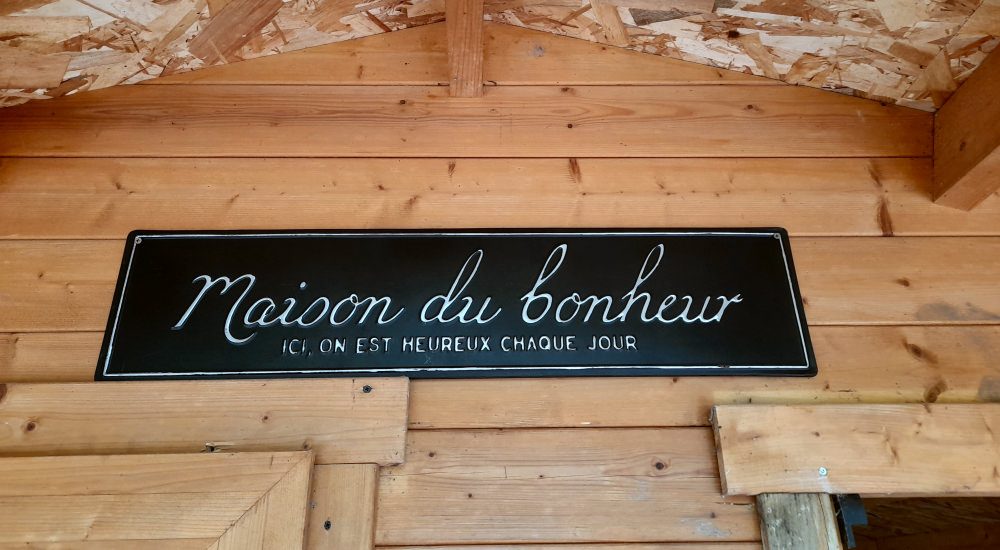 Maison du bonheur
ICI, ON EST HEUREUX CHAQUE JOUR